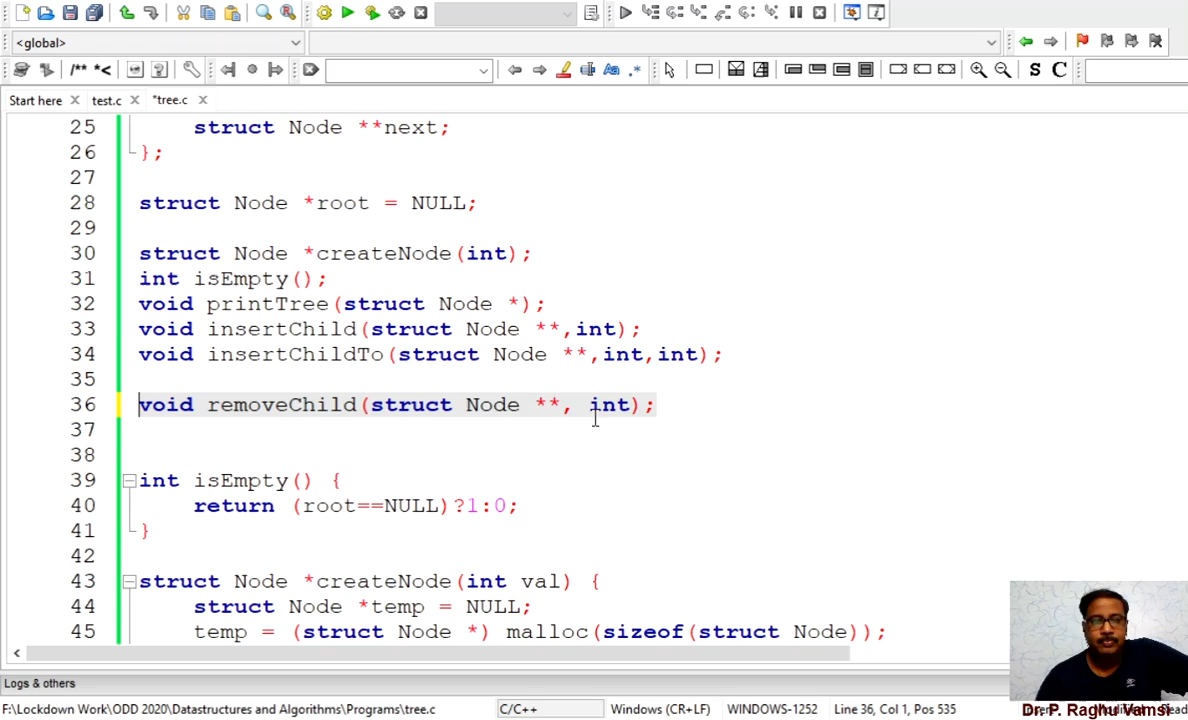 <global>
/** *<
S C
Start here test.c *tree.c
25 struct Node **next;
26 };
27
28 struct Node *root = NULL;
29
30 struct Node *createNode(int);
31 int isEmpty();
32 void printTree(struct Node *);
33 void insertChild(struct Node **,int);
34 void insertChildTo(struct Node **,int,int);
35
36 void removeChild(struct Node **, int);
37
38
39 int isEmpty() {
40 return (root==NULL)?1:0;
41 }
42
43 struct Node *createNode(int val) {
44 struct Node *temp = NULL;
45 temp = (struct Node *) malloc(sizeof(struct Node));
Logs & others
F:\Lockdown Work\ODD 2020\Datastructures and Algorithms\Programs\tree.c C/C++ Windows (CR+LF) WINDOWS-1252 Line 36, Col 1, Pos 535
Dr. P. Raghu Vamsi